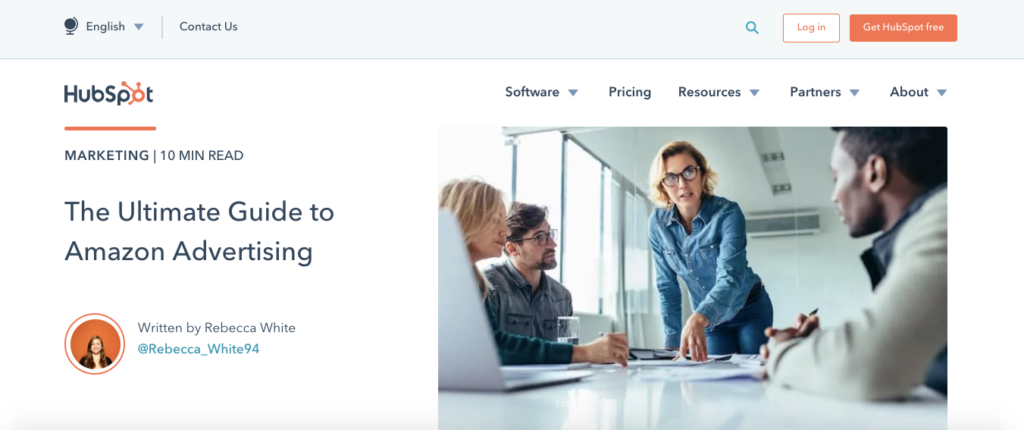 English
Contact Us
Log in
Get HubSpot free
HubSpot
Software
Pricing
Resources
Partners
About
MARKETING | 10 MIN READ
The Ultimate Guide to
Amazon Advertising
Written by Rebecca White
@Rebecca_White94